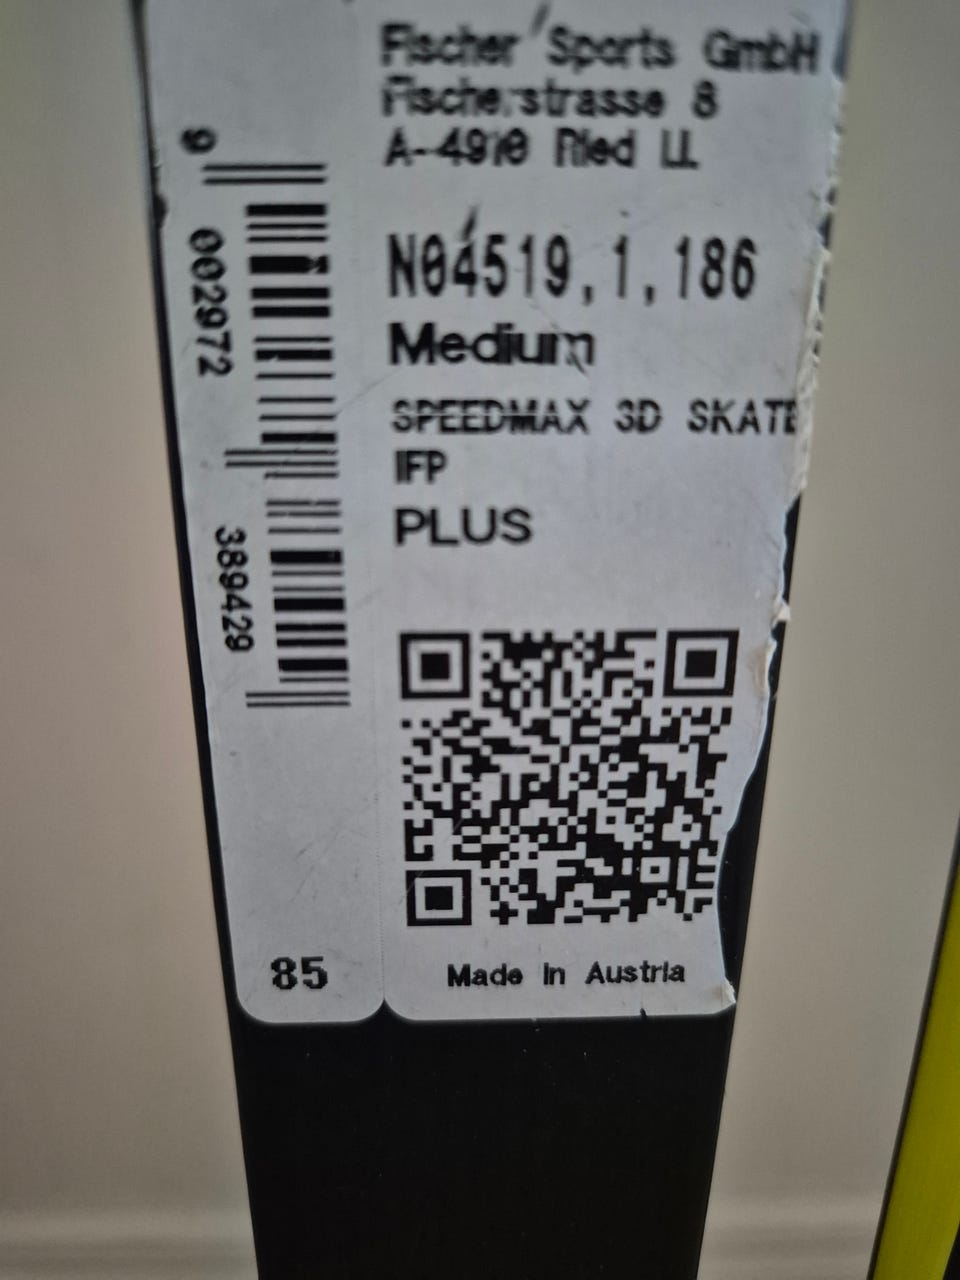 Fischer Sports GmbH
Fischerstrasse 8
A-4910 Ried I.I.
N04519,1,186
Medium
SPEEDMAX 3D SKATE
IFP
PLUS
9 002972 389429
85
Made in Austria